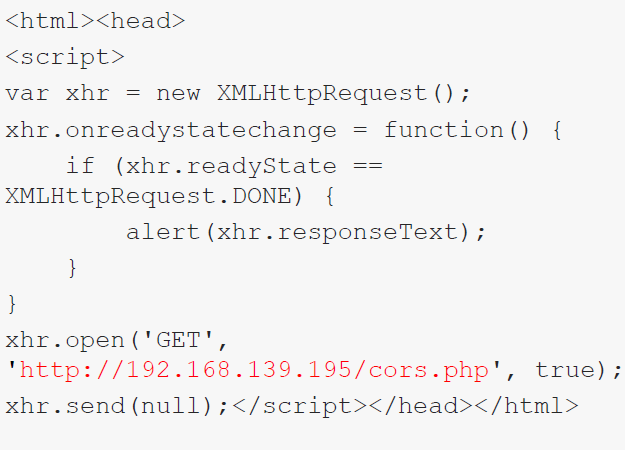 <html><head>
<script>
var xhr = new XMLHttpRequest();
xhr.onreadystatechange = function() {
    if (xhr.readyState ==
XMLHttpRequest.DONE) {
        alert(xhr.responseText);
    }
}
xhr.open('GET',
'http://192.168.139.195/cors.php', true);
xhr.send(null);</script></head></html>